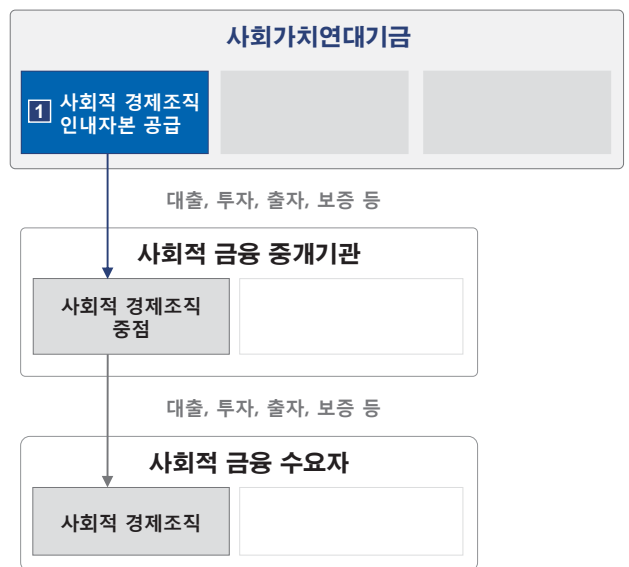 사회가치연대기금
1 사회적 경제조직
인내자본 공급
대출, 투자, 출자, 보증 등
사회적 금융 중개기관
사회적 경제조직
중점
대출, 투자, 출자, 보증 등
사회적 금융 수요자
사회적 경제조직